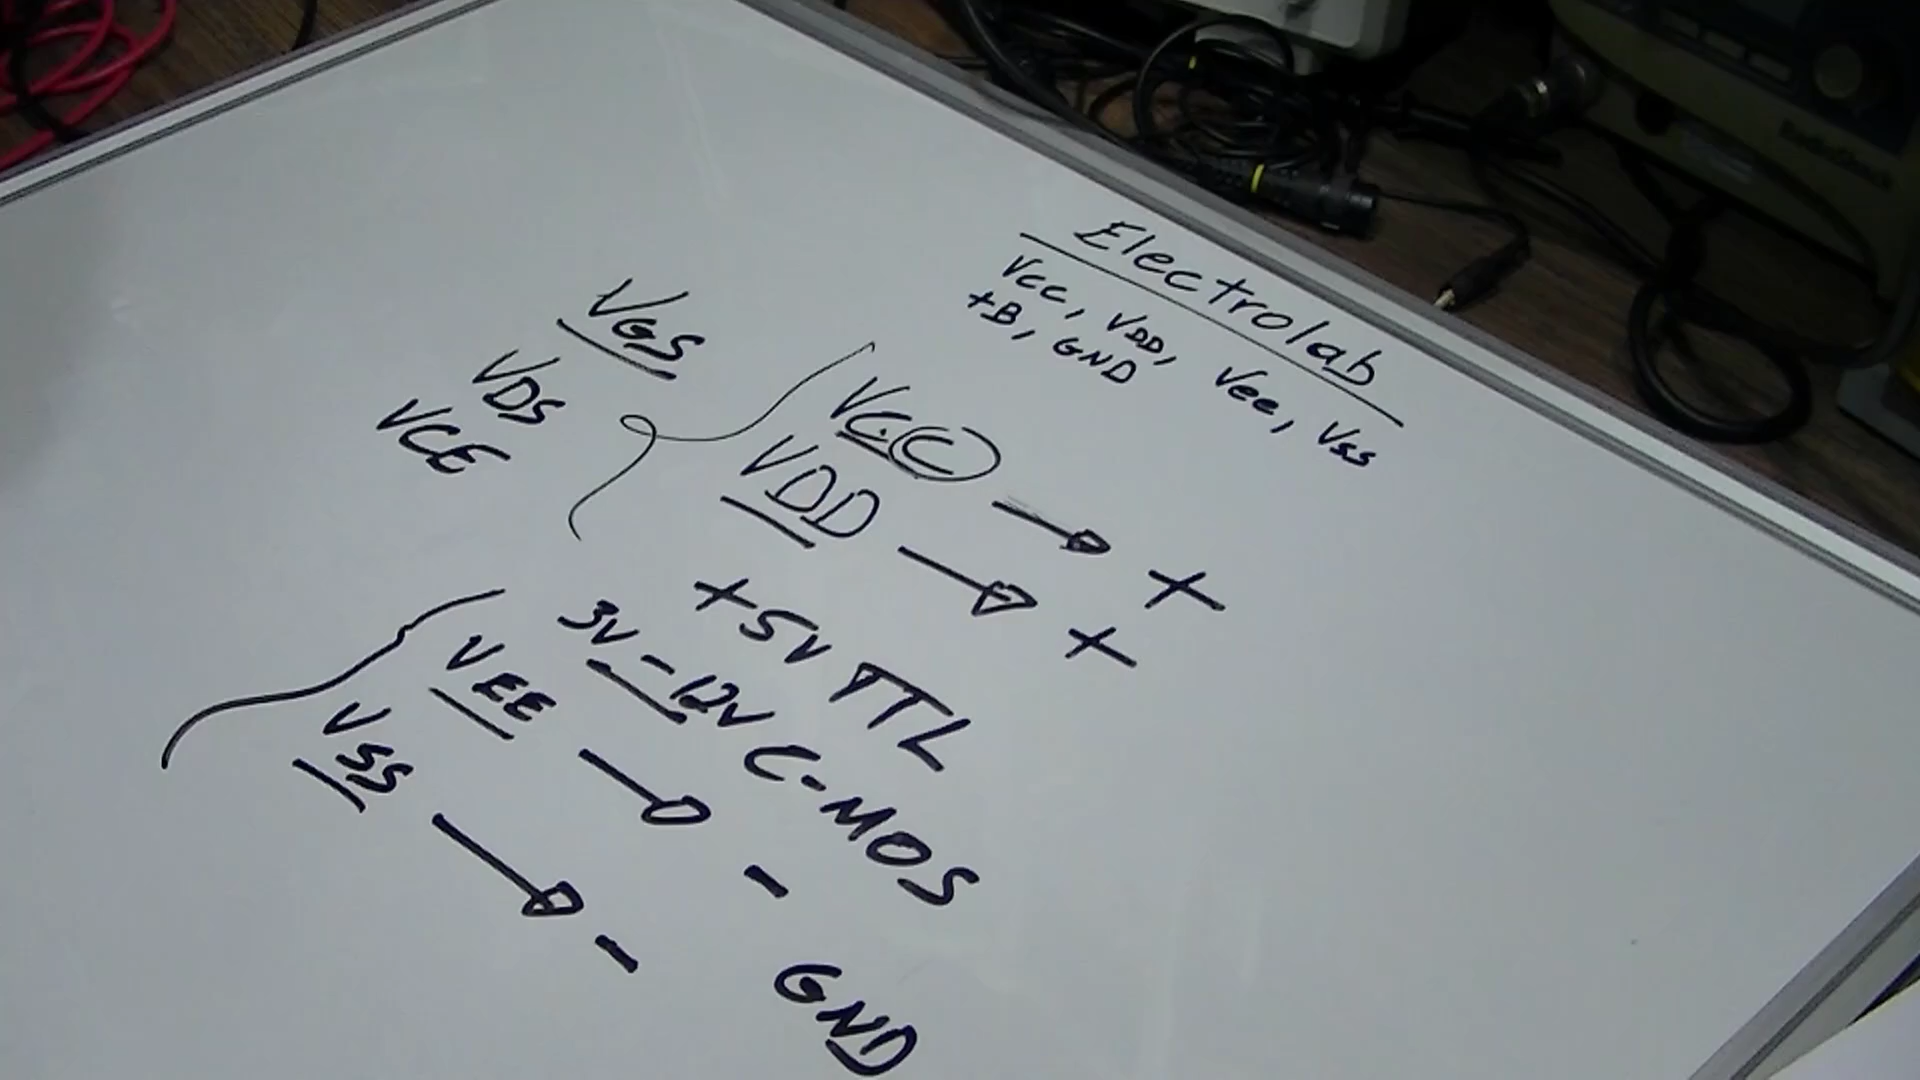 Electrolab
VCC, VDD, Vee, Vss
+B, GND
VGS
VDS
VCE
VCC → +
VDD → +
+5V TTL
3V - 12V C-MOS
VEE → -
VSS → -
GND